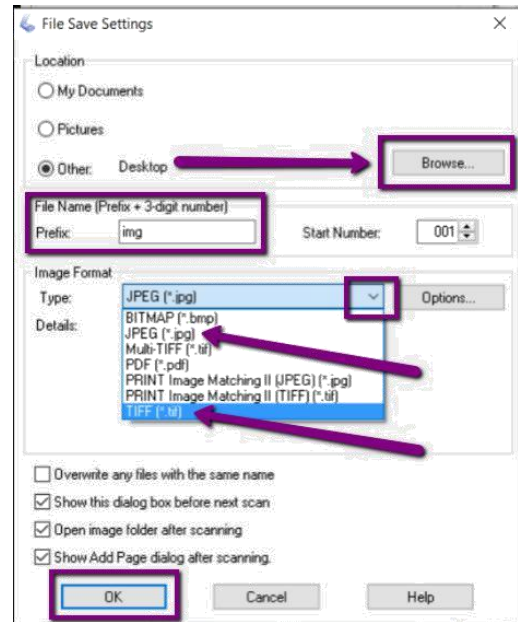 File Save Settings
Location
My Documents
Pictures
Other: Desktop Browse...
File Name (Prefix + 3-digit number)
Prefix: img Start Number: 001
Image Format
Type: JPEG (*.jpg) Options...
Details: BITMAP (*.bmp)
JPEG (*.jpg)
Multi-TIFF (*.tif)
PDF (*.pdf)
PRINT Image Matching II (JPEG) (*.jpg)
PRINT Image Matching II (TIFF) (*.tif)
TIFF (*.tif)
Overwrite any files with the same name
Show this dialog box before next scan
Open image folder after scanning
Show Add Page dialog after scanning.
OK Cancel Help